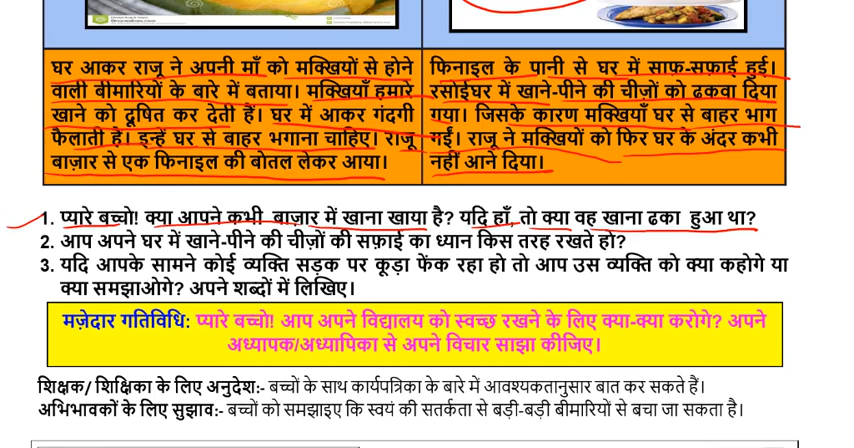 घर आकर राजू ने अपनी माँ को मक्खियों से होने
वाली बीमारियों के बारे में बताया। मक्खियाँ हमारे
खाने को दूषित कर देती हैं। घर में आकर गंदगी
फैलाती है। इन्हें घर से बाहर भगाना चाहिए। राजू
बाज़ार से एक फिनाइल की बोतल लेकर आया।
फिनाइल के पानी से घर में साफ-सफ़ाई हुई।
रसोईघर में खाने-पीने की चीज़ों को ढकवा दिया
गया। जिसके कारण मक्खियाँ घर से बाहर भाग
गईं। राजू ने मक्खियों को फिर घर के अंदर कभी
नहीं आने दिया।
1. प्यारे बच्चो! क्या आपने कभी बाज़ार में खाना खाया है? यदि हाँ, तो क्या वह खाना ढका हुआ था?
2. आप अपने घर में खाने-पीने की चीज़ों की सफ़ाई का ध्यान किस तरह रखते हो?
3. यदि आपके सामने कोई व्यक्ति सड़क पर कूड़ा फेंक रहा हो तो आप उस व्यक्ति को क्या कहोगे या
क्या समझाओगे? अपने शब्दों में लिखिए।
मज़ेदार गतिविधि: प्यारे बच्चो! आप अपने विद्यालय को स्वच्छ रखने के लिए क्या-क्या करोगे? अपने
अध्यापक/अध्यापिका से अपने विचार साझा कीजिए।
शिक्षक/ शिक्षिका के लिए अनुदेश:- बच्चों के साथ कार्यपत्रिका के बारे में आवश्यकतानुसार बात कर सकते हैं।
अभिभावकों के लिए सुझाव:- बच्चों को समझाइए कि स्वयं की सतर्कता से बड़ी-बड़ी बीमारियों से बचा जा सकता है।